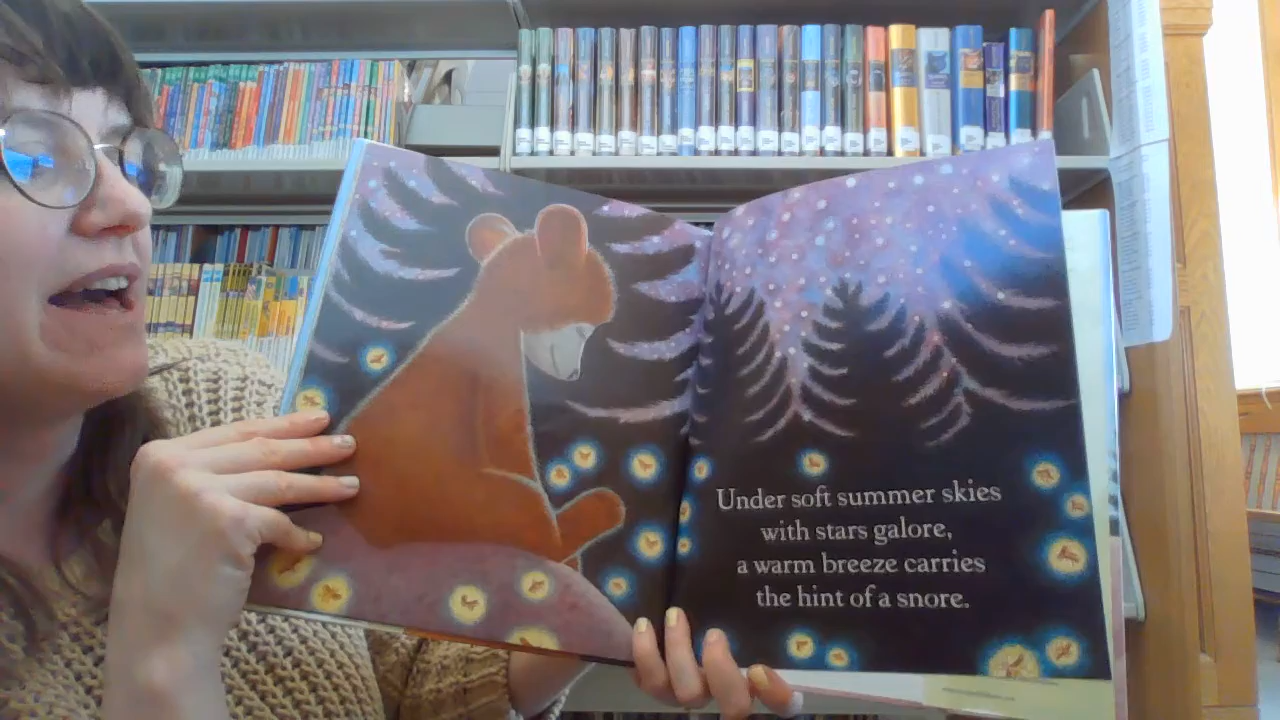 Under soft summer skies
with stars galore,
a warm breeze carries
the hint of a snore.